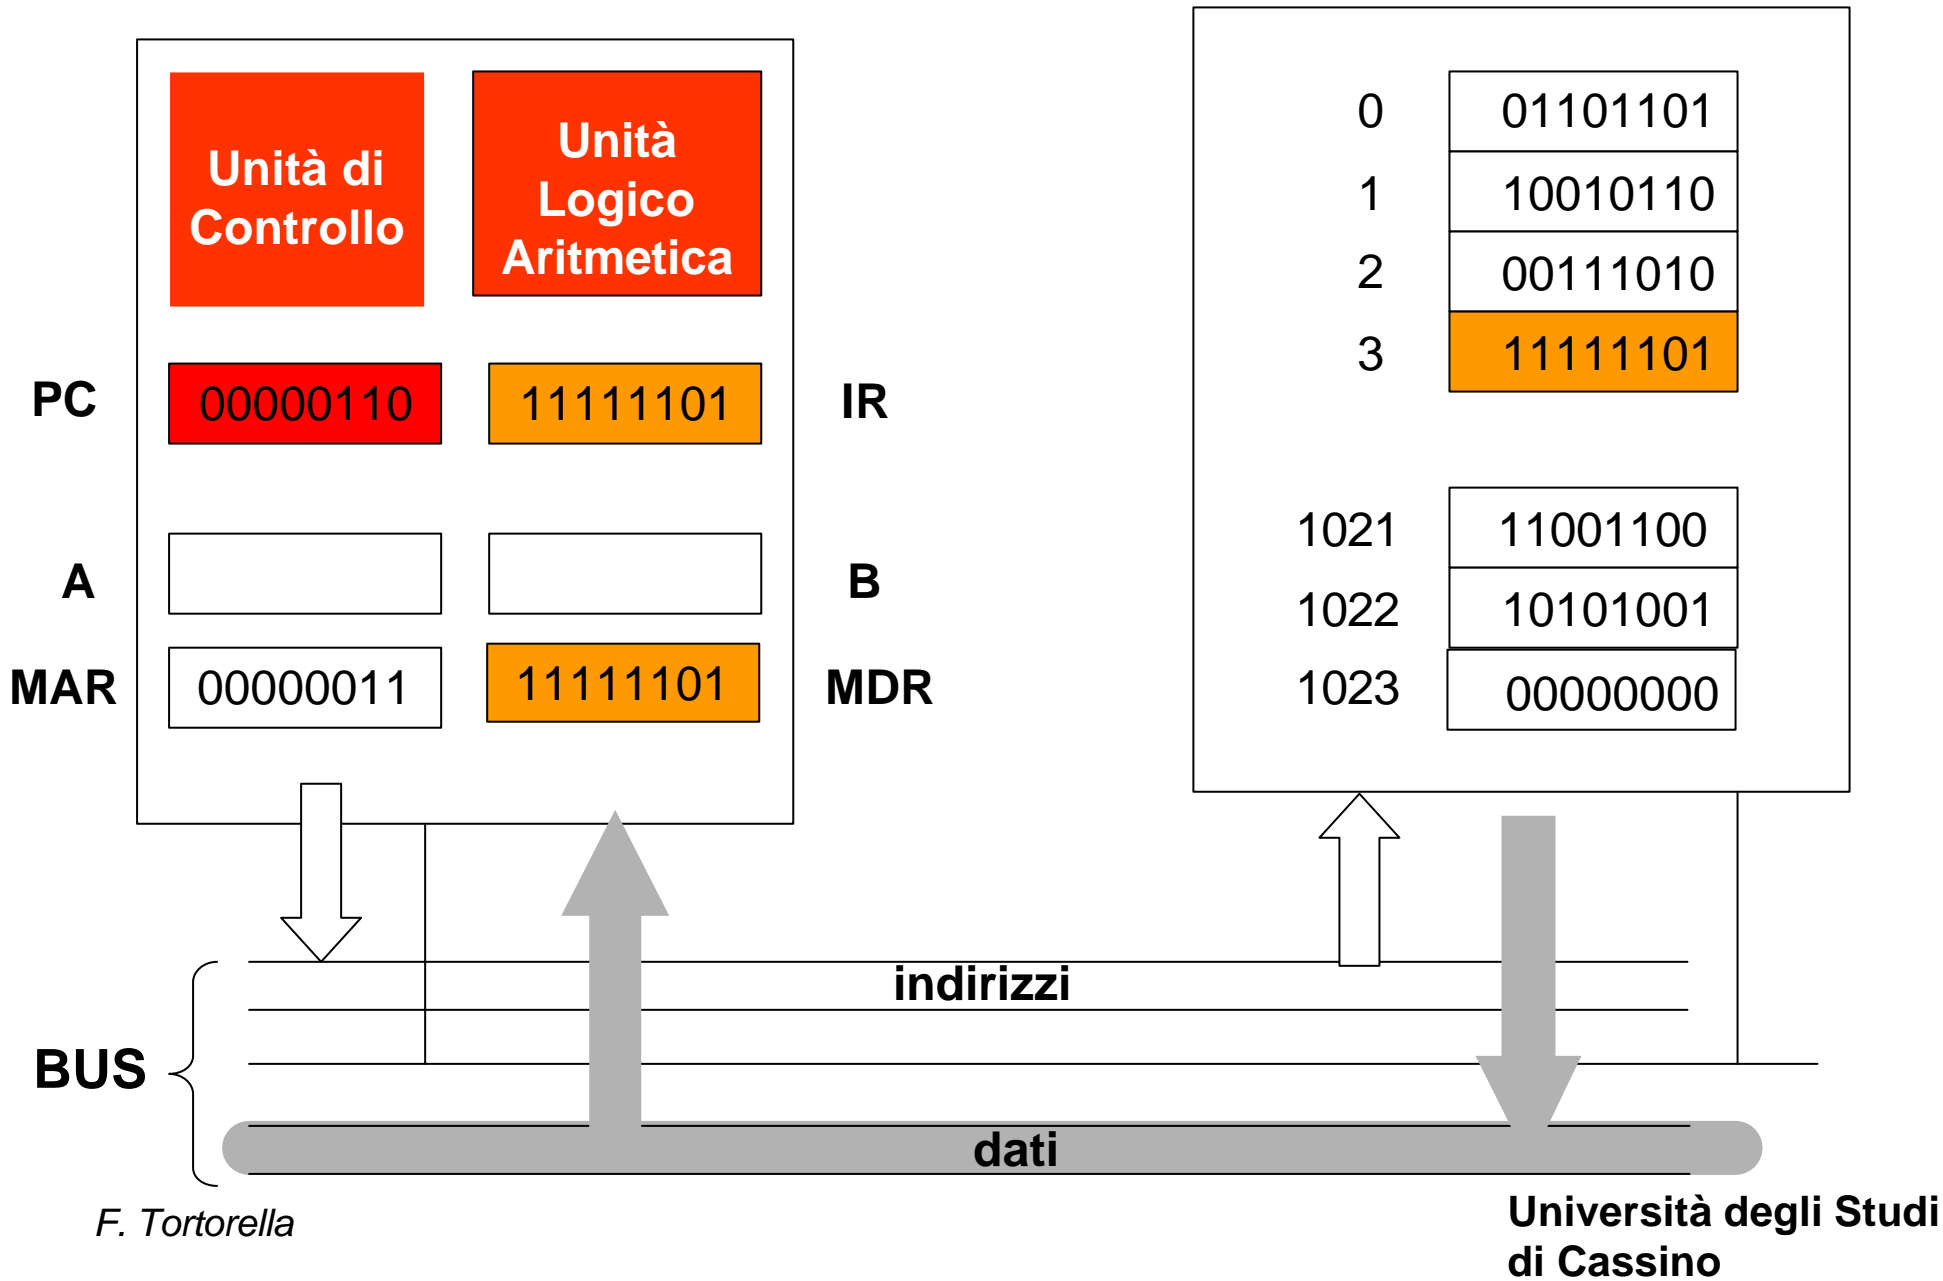 Unità di
Controllo
Unità
Logico
Aritmetica
PC
00000110
11111101
IR
A
B
MAR
00000011
11111101
MDR
0
01101101
1
10010110
2
00111010
3
11111101
1021
11001100
1022
10101001
1023
00000000
indirizzi
BUS
dati
F. Tortorella
Università degli Studi
di Cassino